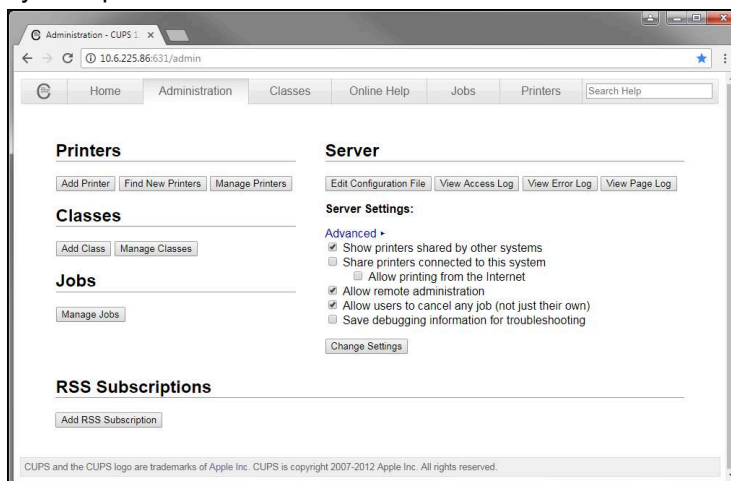 Administration - CUPS 1.
10.6.225.86:631/admin
Home Administration Classes Online Help Jobs Printers Search Help
Printers
Add Printer Find New Printers Manage Printers
Classes
Add Class Manage Classes
Jobs
Manage Jobs
Server
Edit Configuration File View Access Log View Error Log View Page Log
Server Settings:
Advanced ▸
Show printers shared by other systems
Share printers connected to this system
Allow printing from the Internet
Allow remote administration
Allow users to cancel any job (not just their own)
Save debugging information for troubleshooting
Change Settings
RSS Subscriptions
Add RSS Subscription
CUPS and the CUPS logo are trademarks of Apple Inc. CUPS is copyright 2007-2012 Apple Inc. All rights reserved.